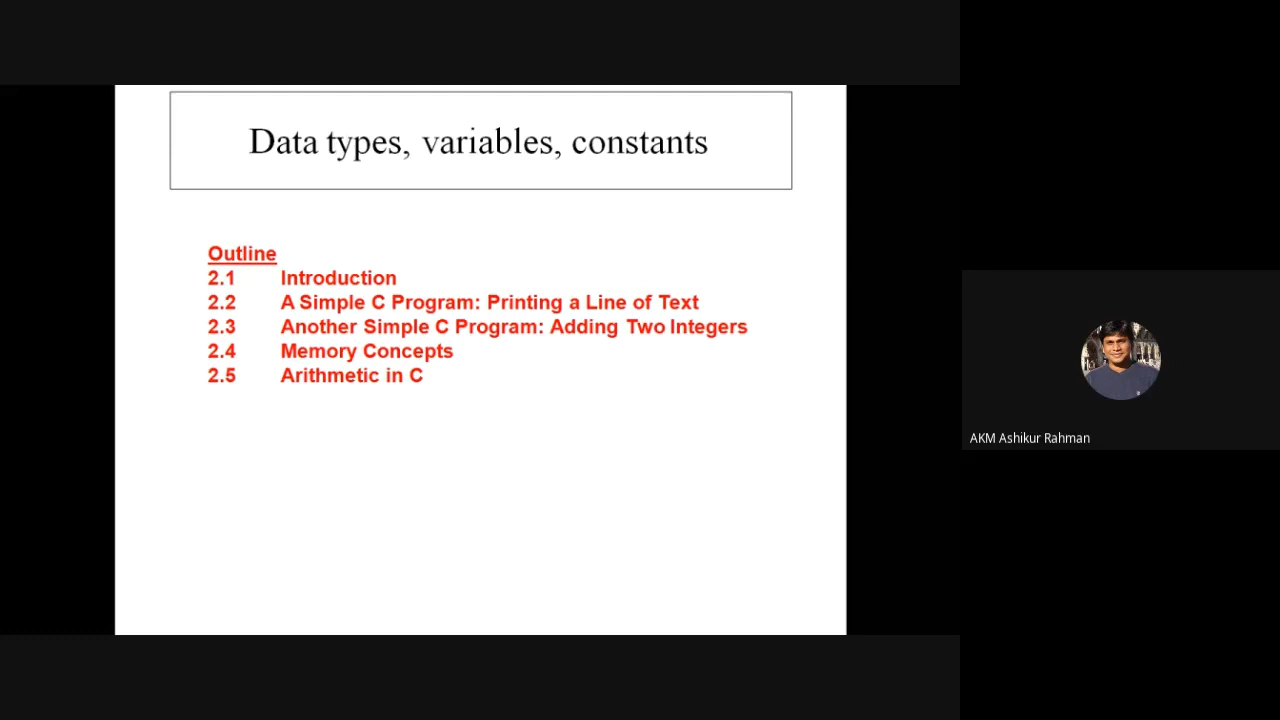 Data types, variables, constants
Outline
2.1 Introduction
2.2 A Simple C Program: Printing a Line of Text
2.3 Another Simple C Program: Adding Two Integers
2.4 Memory Concepts
2.5 Arithmetic in C
AKM Ashikur Rahman